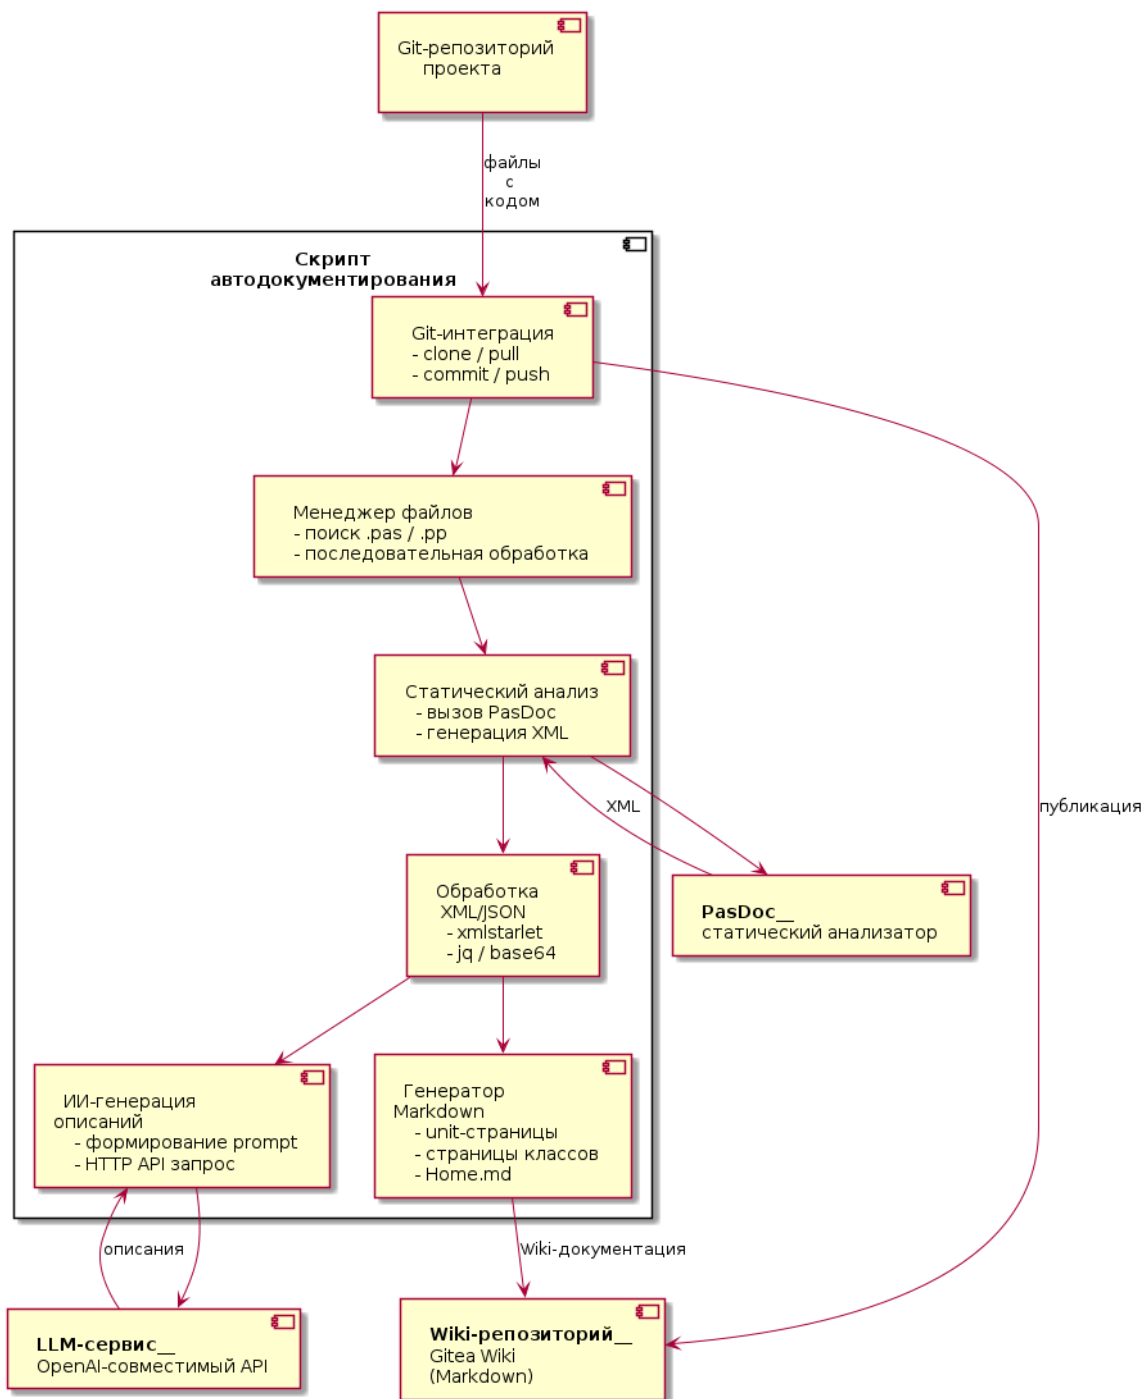 Git-репозиторий
проекта
файлы
с
кодом
Скрипт
автодокументирования
Git-интеграция
- clone / pull
- commit / push
Менеджер файлов
- поиск .pas / .pp
- последовательная обработка
Статический анализ
- вызов PasDoc
- генерация XML
XML
публикация
Обработка
XML/JSON
- xmlstarlet
- jq / base64
PasDoc__
статический анализатор
ИИ-генерация
описаний
- формирование prompt
- HTTP API запрос
Генератор
Markdown
- unit-страницы
- страницы классов
- Home.md
описания
Wiki-документация
LLM-сервис__
OpenAI-совместимый API
Wiki-репозиторий__
Gitea Wiki
(Markdown)